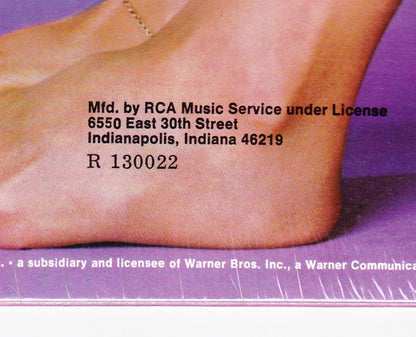 Mfd. by RCA Music Service under License
6550 East 30th Street
Indianapolis, Indiana 46219
R 130022
. • a subsidiary and licensee of Warner Bros. Inc., a Warner Communica